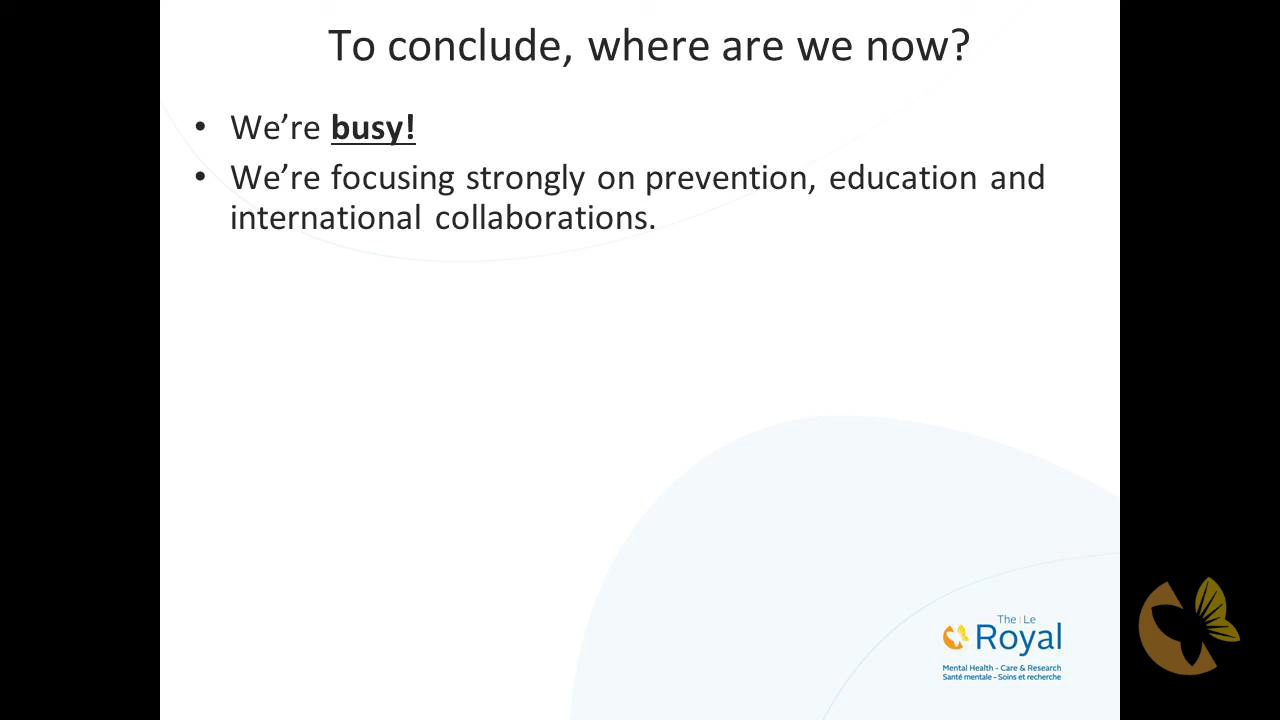 To conclude, where are we now?
• We’re busy!
• We’re focusing strongly on prevention, education and
international collaborations.
The | Le
Royal
Mental Health - Care & Research
Santé mentale - Soins et recherche